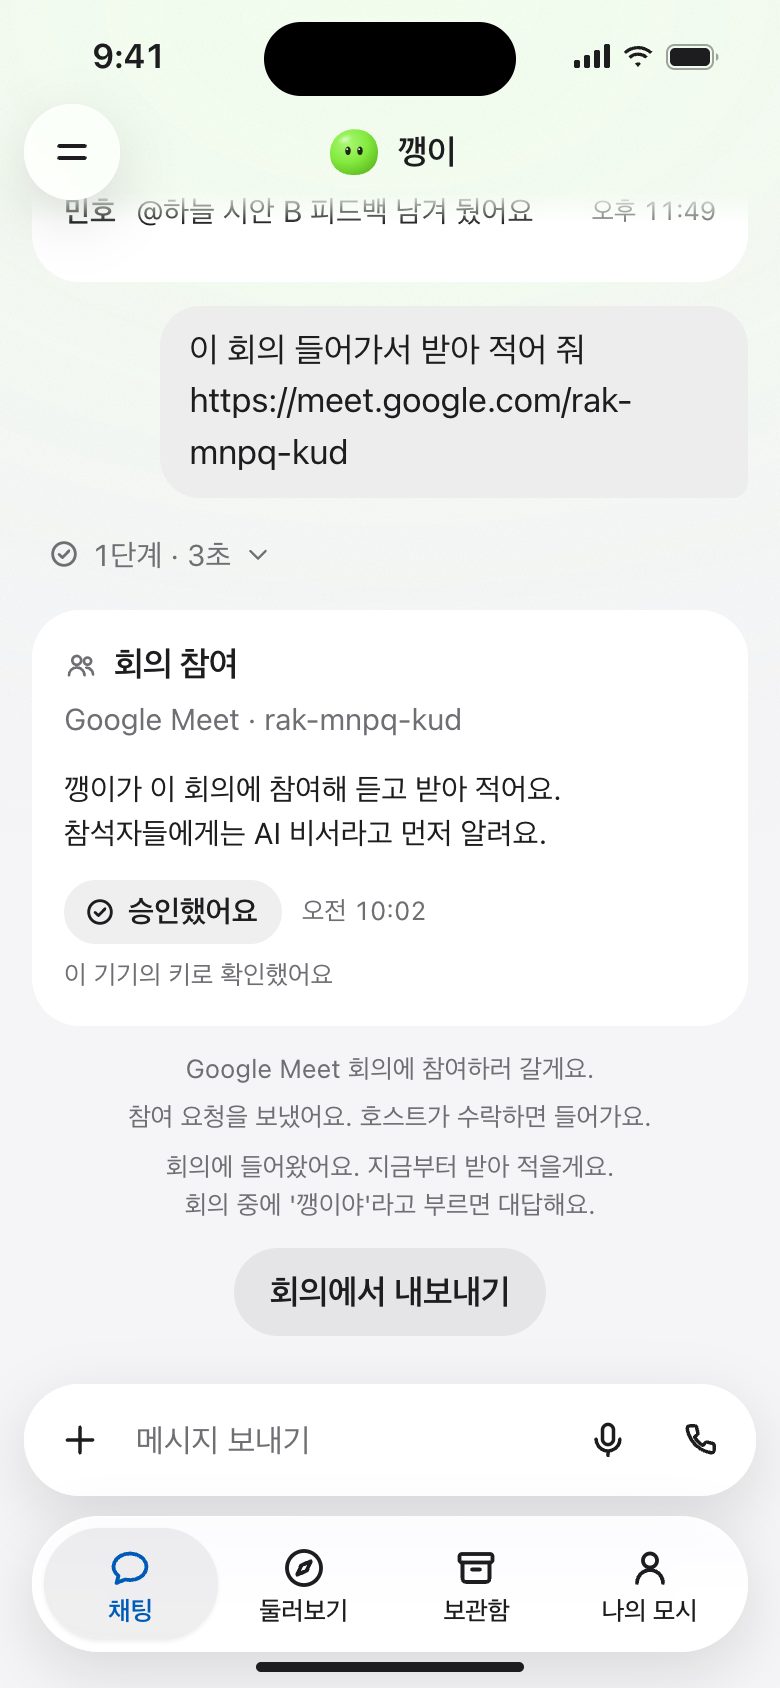 9:41
깽이
민호 @하늘 시안 B 피드백 남겨 뒀어요 오후 11:49
이 회의 들어가서 받아 적어 줘
https://meet.google.com/rak-
mnpq-kud
1단계 · 3초
회의 참여
Google Meet · rak-mnpq-kud
깽이가 이 회의에 참여해 듣고 받아 적어요.
참석자들에게는 AI 비서라고 먼저 알려요.
승인했어요 오전 10:02
이 기기의 키로 확인했어요
Google Meet 회의에 참여하러 갈게요.
참여 요청을 보냈어요. 호스트가 수락하면 들어가요.
회의에 들어왔어요. 지금부터 받아 적을게요.
회의 중에 '깽이야'라고 부르면 대답해요.
회의에서 내보내기
메시지 보내기
채팅 둘러보기 보관함 나의 모시